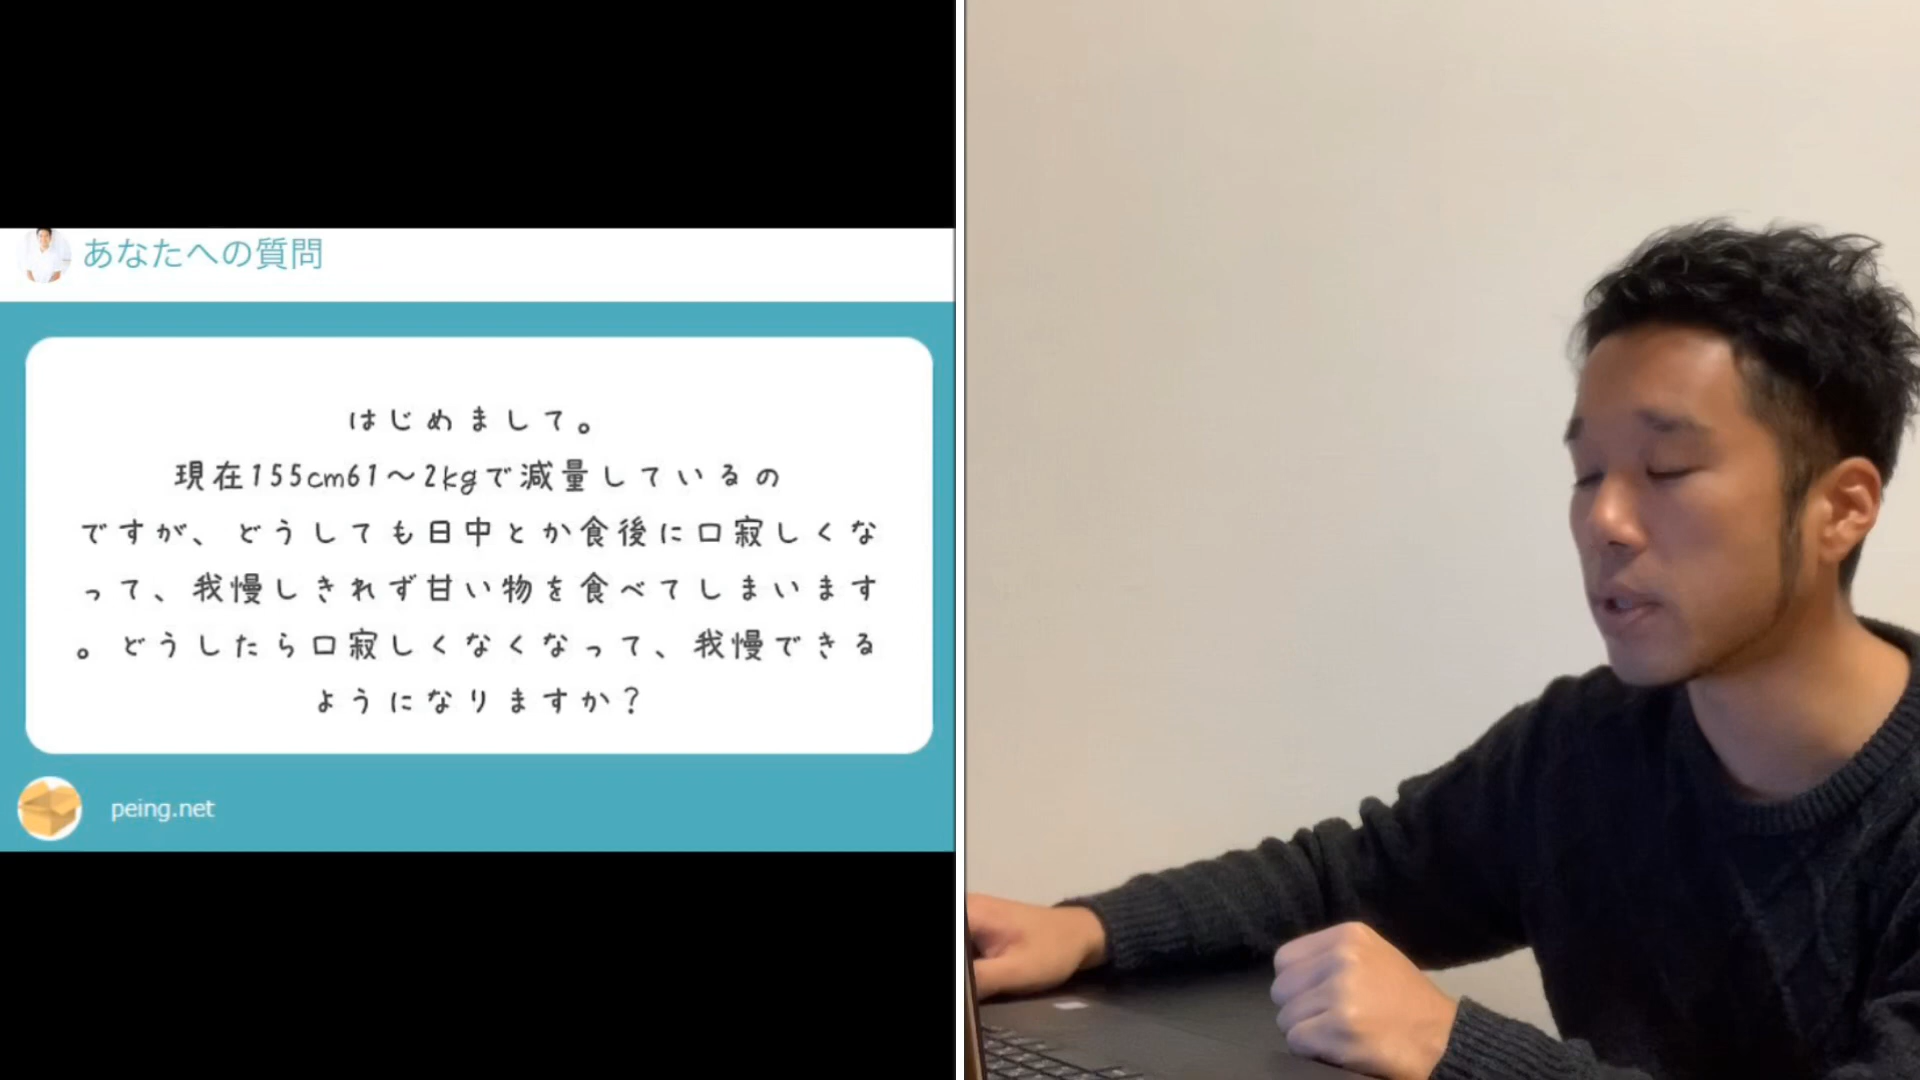 あなたへの質問
はじめまして。
現在155cm61〜2kgで減量しているの
ですが、どうしても日中とか食後に口寂しくな
って、我慢しきれず甘い物を食べてしまいます
。どうしたら口寂しくなくなって、我慢できる
ようになりますか？
peing.net